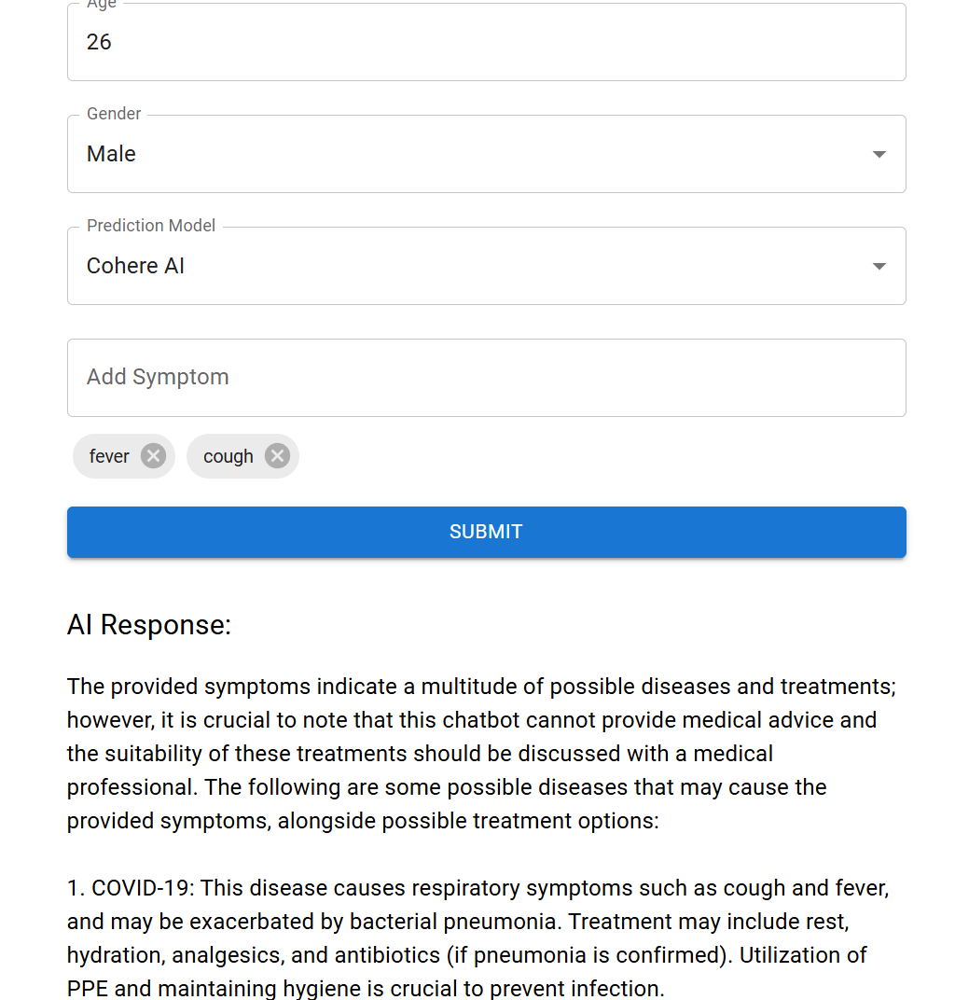 Age
26
Gender
Male
Prediction Model
Cohere AI
Add Symptom
fever
cough
SUBMIT
AI Response:
The provided symptoms indicate a multitude of possible diseases and treatments;
however, it is crucial to note that this chatbot cannot provide medical advice and
the suitability of these treatments should be discussed with a medical
professional. The following are some possible diseases that may cause the
provided symptoms, alongside possible treatment options:
1. COVID-19: This disease causes respiratory symptoms such as cough and fever,
and may be exacerbated by bacterial pneumonia. Treatment may include rest,
hydration, analgesics, and antibiotics (if pneumonia is confirmed). Utilization of
PPE and maintaining hygiene is crucial to prevent infection.